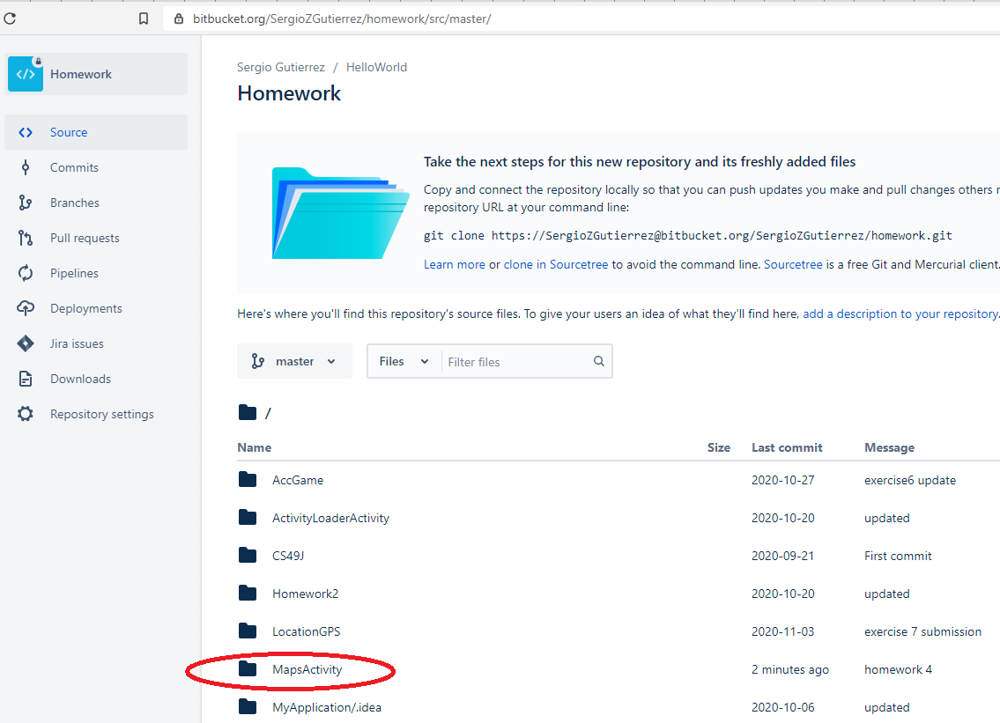 bitbucket.org/SergioZGutierrez/homework/src/master/
Homework
Source
Commits
Branches
Pull requests
Pipelines
Deployments
Jira issues
Downloads
Repository settings
Sergio Gutierrez / HelloWorld
Homework
Take the next steps for this new repository and its freshly added files
Copy and connect the repository locally so that you can push updates you make and pull changes others
repository URL at your command line:
git clone https://SergioZGutierrez@bitbucket.org/SergioZGutierrez/homework.git
Learn more or clone in Sourcetree to avoid the command line. Sourcetree is a free Git and Mercurial client.
Here's where you'll find this repository's source files. To give your users an idea of what they'll find here, add a description to your repository.
master Files Filter files
/
Name Size Last commit Message
AccGame 2020-10-27 exercise6 update
ActivityLoaderActivity 2020-10-20 updated
CS49J 2020-09-21 First commit
Homework2 2020-10-20 updated
LocationGPS 2020-11-03 exercise 7 submission
MapsActivity 2 minutes ago homework 4
MyApplication/.idea 2020-10-06 updated